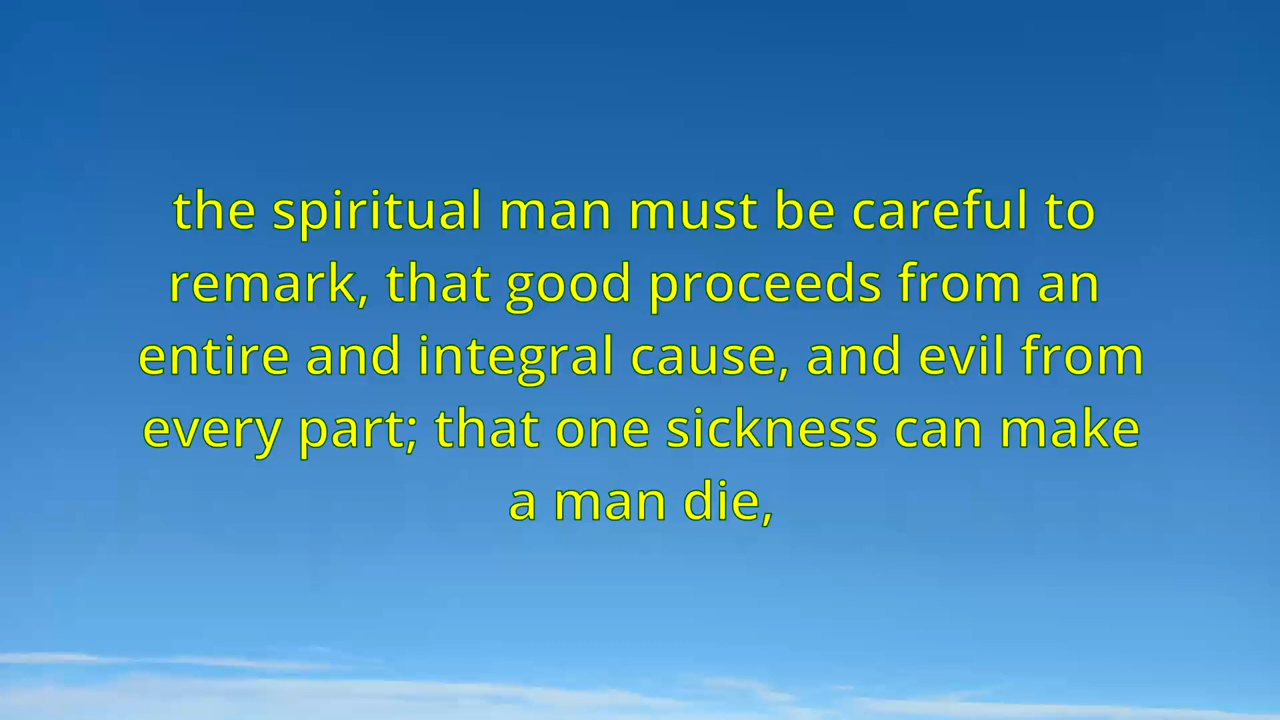 the spiritual man must be careful to
remark, that good proceeds from an
entire and integral cause, and evil from
every part; that one sickness can make
a man die,